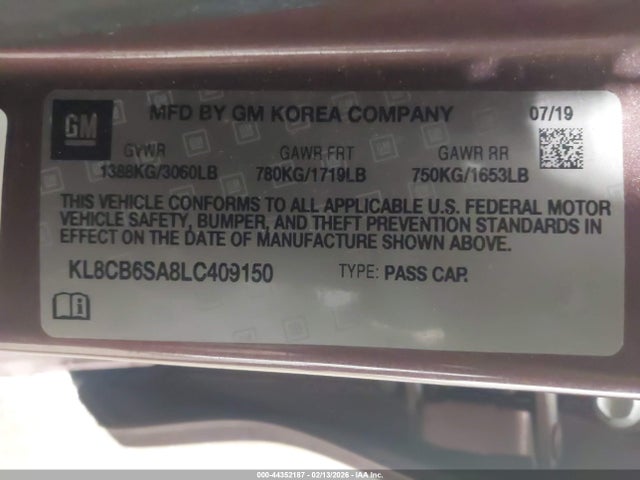 GM
MFD BY GM KOREA COMPANY 07/19
GVWR GAWR FRT GAWR RR
1388KG/3060LB 780KG/1719LB 750KG/1653LB
THIS VEHICLE CONFORMS TO ALL APPLICABLE U.S. FEDERAL MOTOR
VEHICLE SAFETY, BUMPER, AND THEFT PREVENTION STANDARDS IN
EFFECT ON THE DATE OF MANUFACTURE SHOWN ABOVE.
KL8CB6SA8LC409150 TYPE: PASS CAR
000-44352187 - 02/13/2026 - IAAI.COM